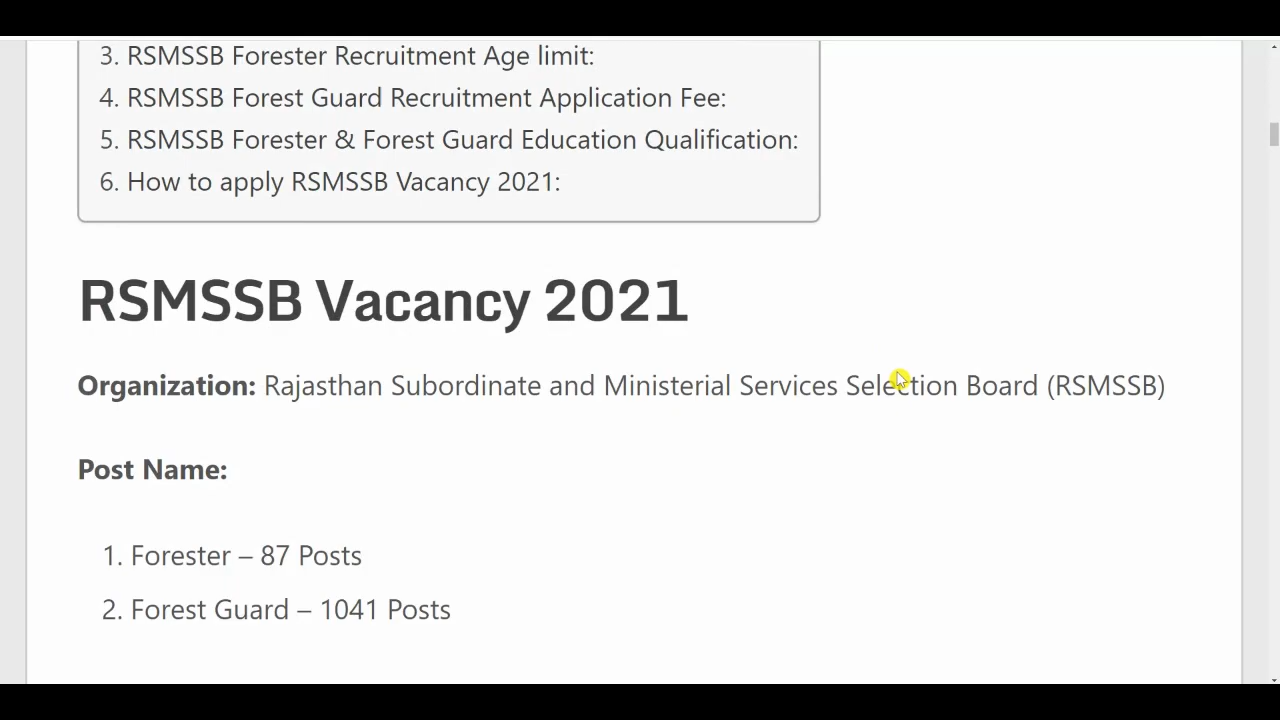 3. RSMSSB Forester Recruitment Age limit:
4. RSMSSB Forest Guard Recruitment Application Fee:
5. RSMSSB Forester & Forest Guard Education Qualification:
6. How to apply RSMSSB Vacancy 2021:
RSMSSB Vacancy 2021
Organization: Rajasthan Subordinate and Ministerial Services Selection Board (RSMSSB)
Post Name:
1. Forester – 87 Posts
2. Forest Guard – 1041 Posts